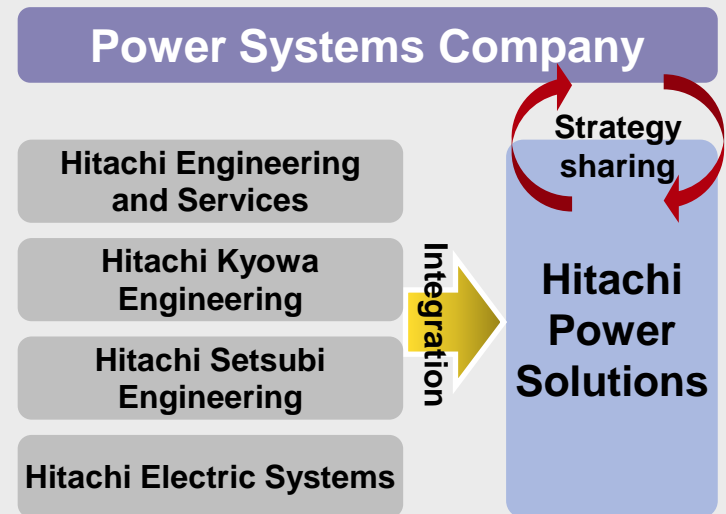 Power Systems Company
Strategy
sharing
Hitachi Engineering
and Services
Hitachi Kyowa
Engineering
Hitachi Setsubi
Engineering
Hitachi Electric Systems
Integration
Hitachi
Power
Solutions